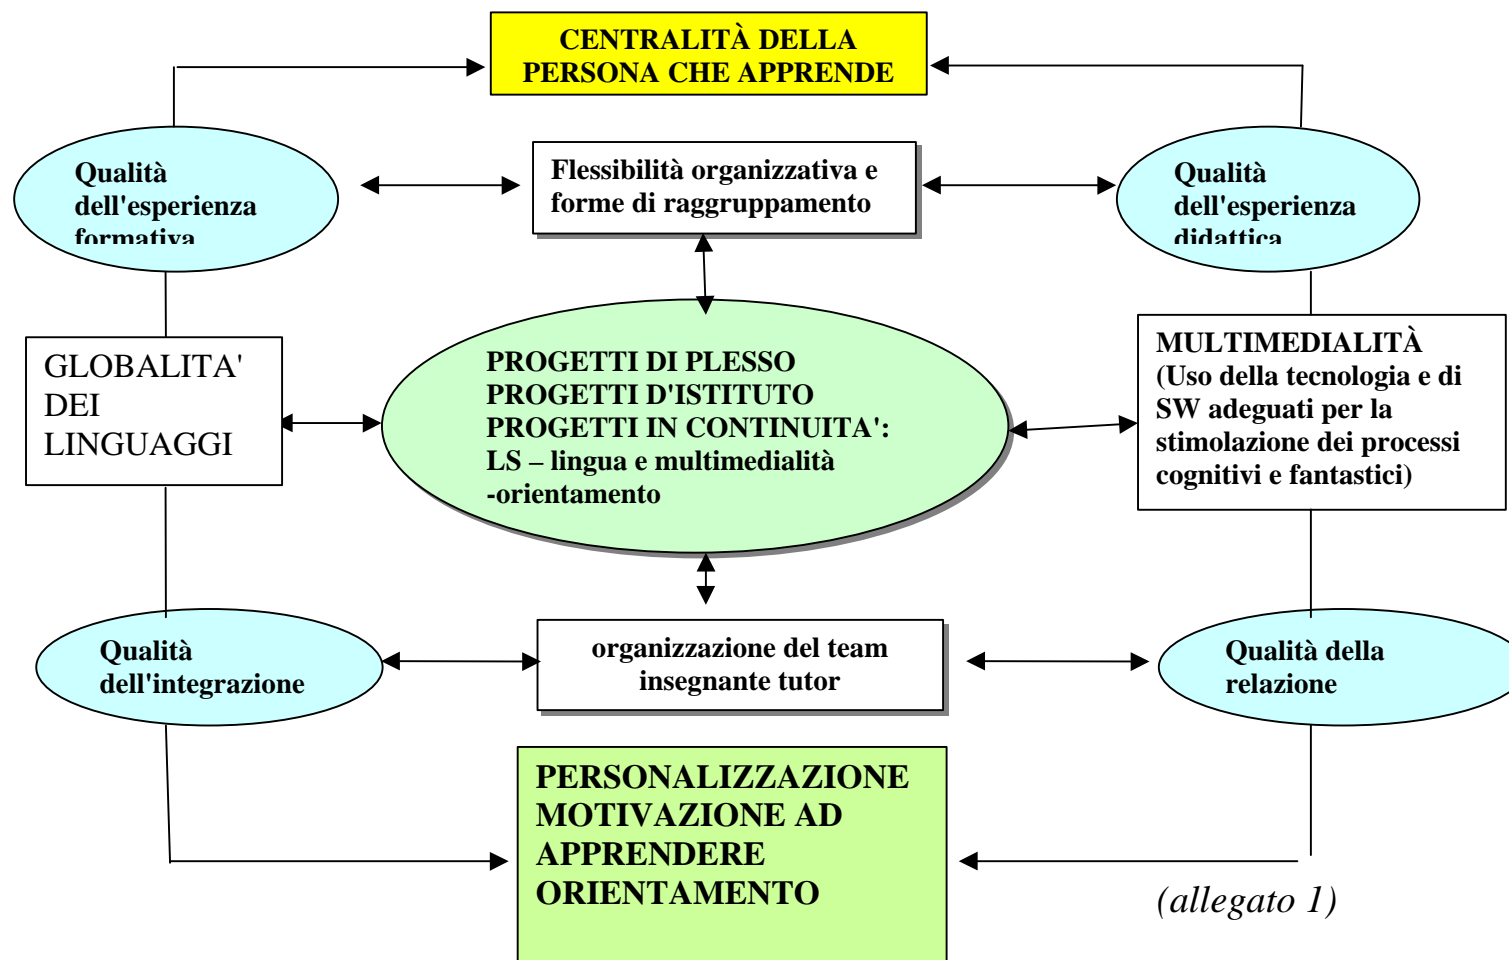 CENTRALITÀ DELLA
PERSONA CHE APPRENDE
Qualità
dell'esperienza
formativa
Flessibilità organizzativa e
forme di raggruppamento
Qualità
dell'esperienza
didattica
GLOBALITA'
DEI
LINGUAGGI
PROGETTI DI PLESSO
PROGETTI D'ISTITUTO
PROGETTI IN CONTINUITA':
LS – lingua e multimedialità
-orientamento
MULTIMEDIALITÀ
(Uso della tecnologia e di
SW adeguati per la
stimolazione dei processi
cognitivi e fantastici)
Qualità
dell'integrazione
organizzazione del team
insegnante tutor
Qualità della
relazione
PERSONALIZZAZIONE
MOTIVAZIONE AD
APPRENDERE
ORIENTAMENTO
(allegato 1)